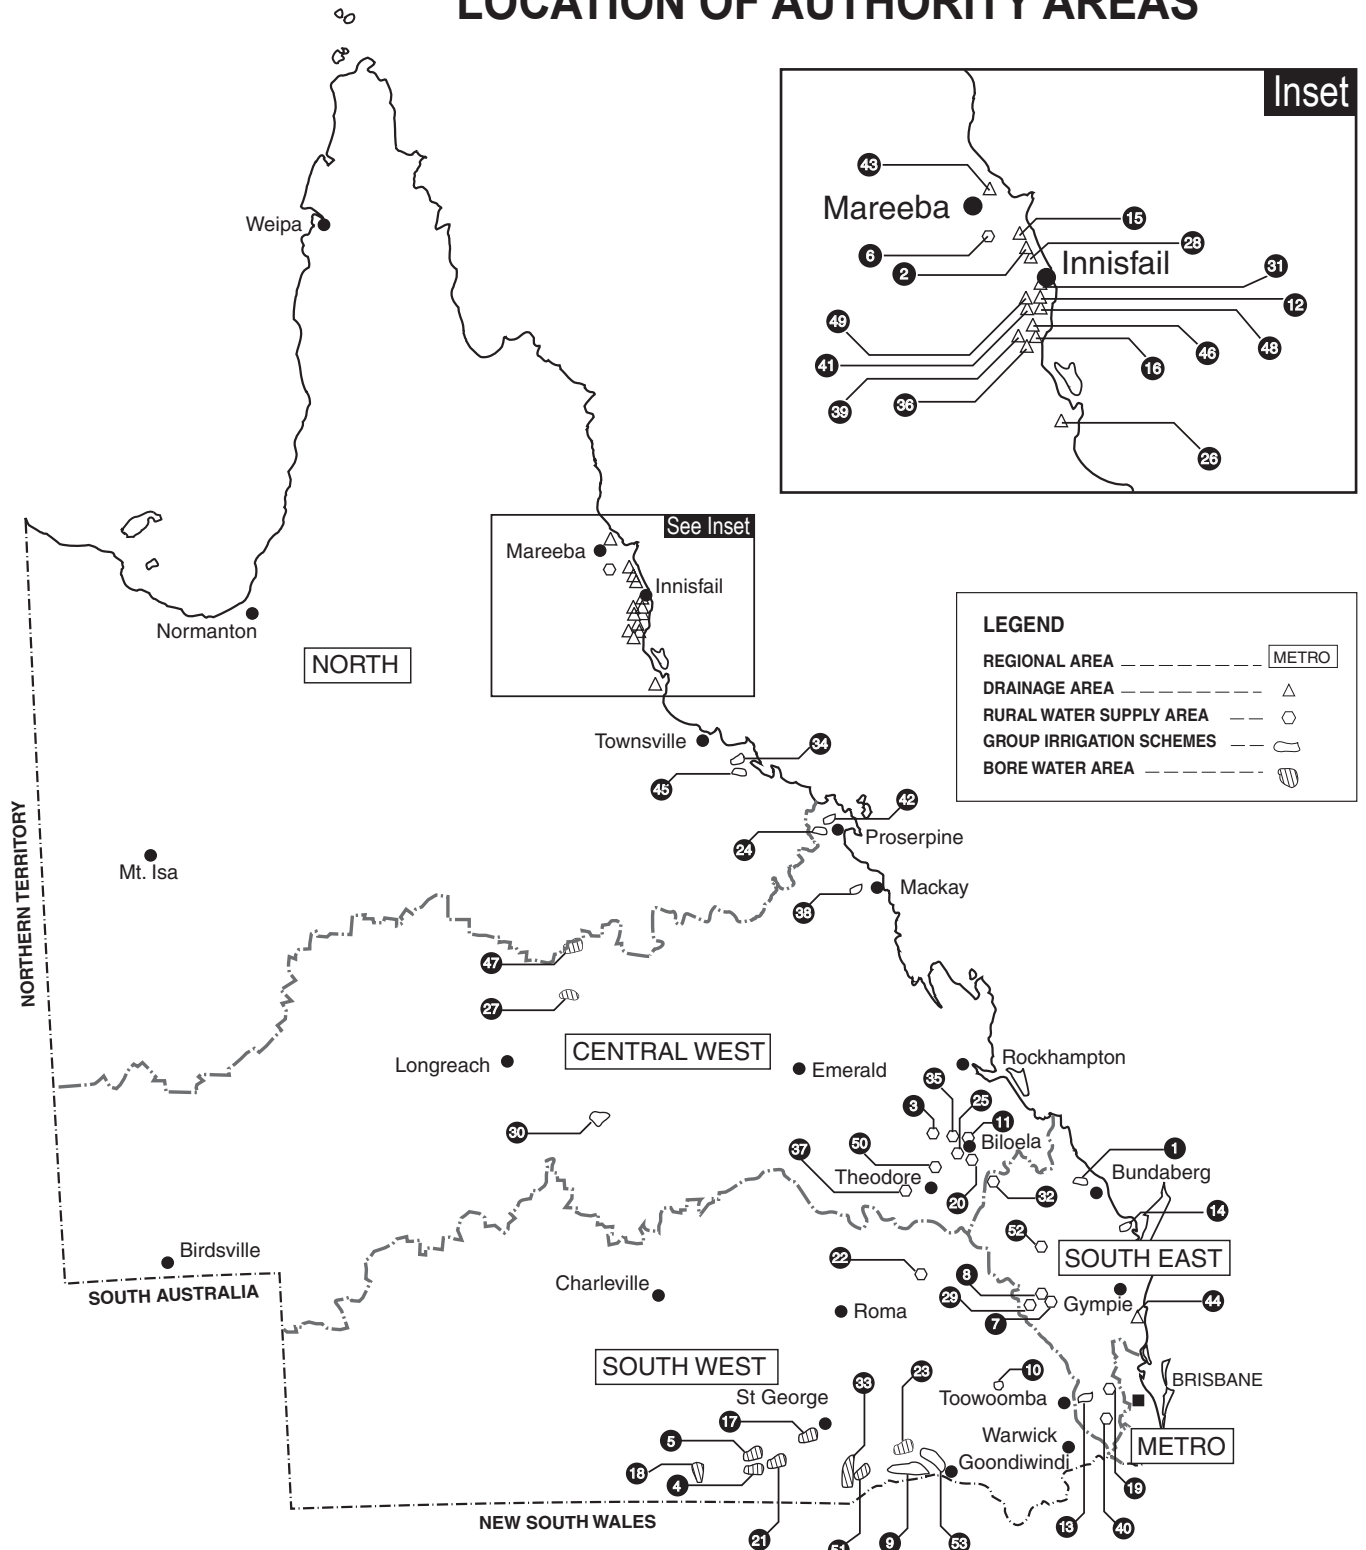 LOCATION OF AUTHORITY AREAS
Inset
43
Mareeba
15
6
28
2
Innisfail
31
12
49
48
41
46
16
39
36
26
Weipa
See Inset
Mareeba
Innisfail
Normanton
NORTH
LEGEND
REGIONAL AREA METRO
DRAINAGE AREA
RURAL WATER SUPPLY AREA
GROUP IRRIGATION SCHEMES
BORE WATER AREA
Townsville
34
45
42
24
Proserpine
Mt. Isa
Mackay
38
NORTHERN TERRITORY
47
27
CENTRAL WEST
Longreach
Emerald
Rockhampton
35
25
3
11
30
Biloela
50
37
1
Theodore
Bundaberg
20
32
14
52
Birdsville
SOUTH EAST
22
8
Charleville
29
Gympie
44
SOUTH AUSTRALIA
Roma
7
SOUTH WEST
23
10
33
BRISBANE
St George
Toowoomba
17
Warwick
5
METRO
18
Goondiwindi
4
19
NEW SOUTH WALES
13
40
21
51
9
53